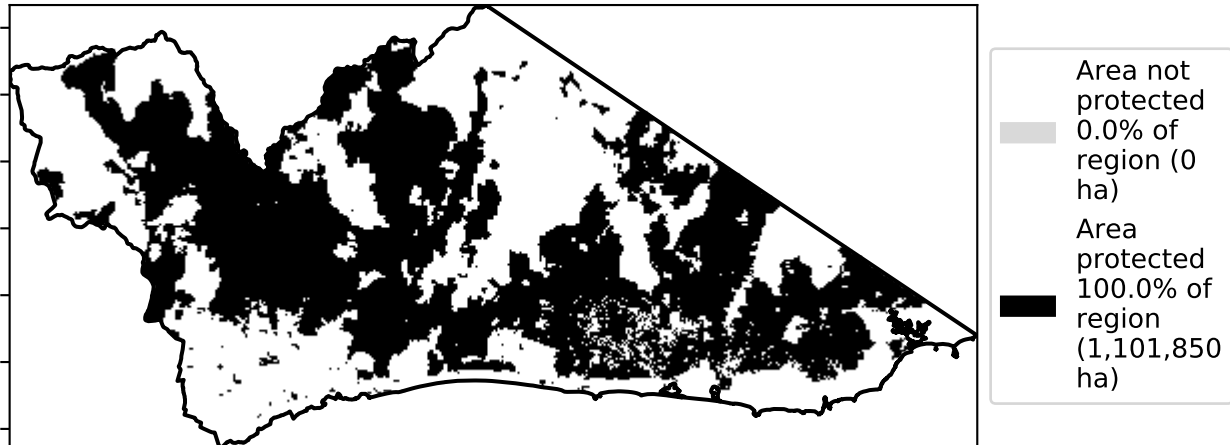 Area not
protected
0.0% of
region (0
ha)
Area
protected
100.0% of
region
(1,101,850
ha)